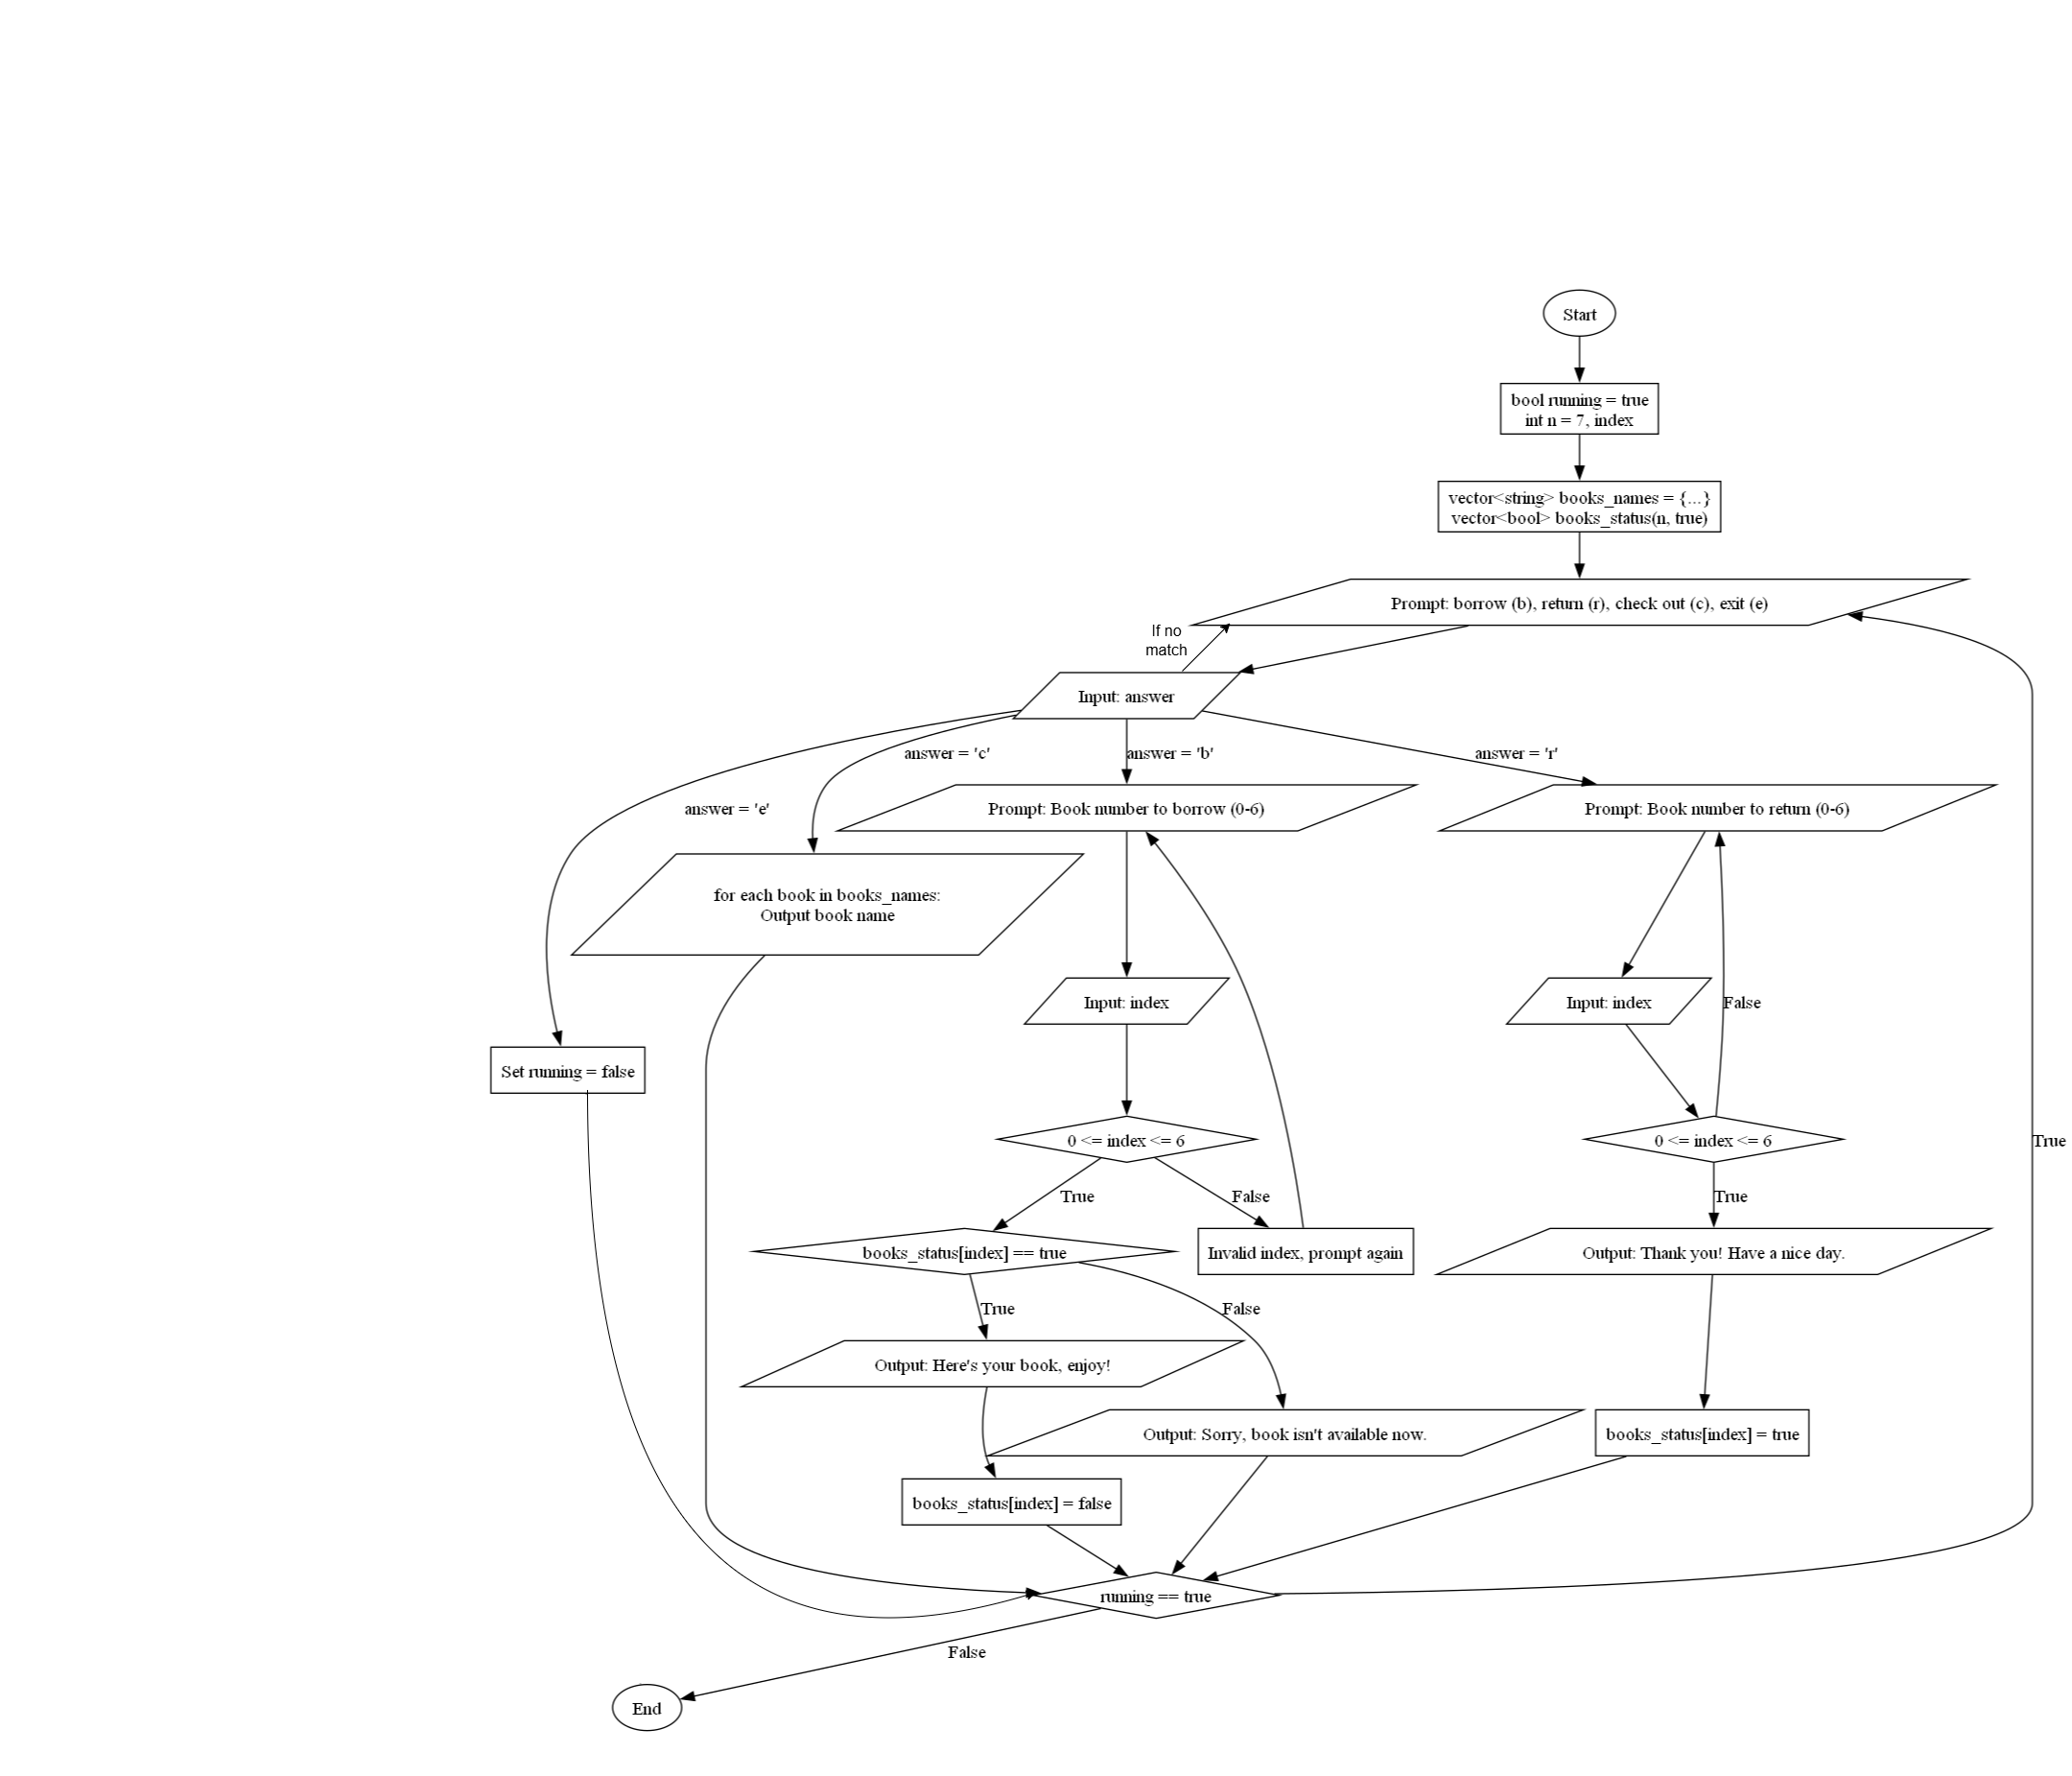 Start
bool running = true
int n = 7, index
vector<string> books_names = {...}
vector<bool> books_status(n, true)
Prompt: borrow (b), return (r), check out (c), exit (e)
If no
match
Input: answer
answer = 'c'
answer = 'b'
answer = 'r'
answer = 'e'
Prompt: Book number to borrow (0-6)
Prompt: Book number to return (0-6)
for each book in books_names:
Output book name
Input: index
Input: index
False
Set running = false
0 <= index <= 6
0 <= index <= 6
True
True
False
True
books_status[index] == true
Invalid index, prompt again
Output: Thank you! Have a nice day.
True
False
Output: Here's your book, enjoy!
Output: Sorry, book isn't available now.
books_status[index] = true
books_status[index] = false
running == true
False
End